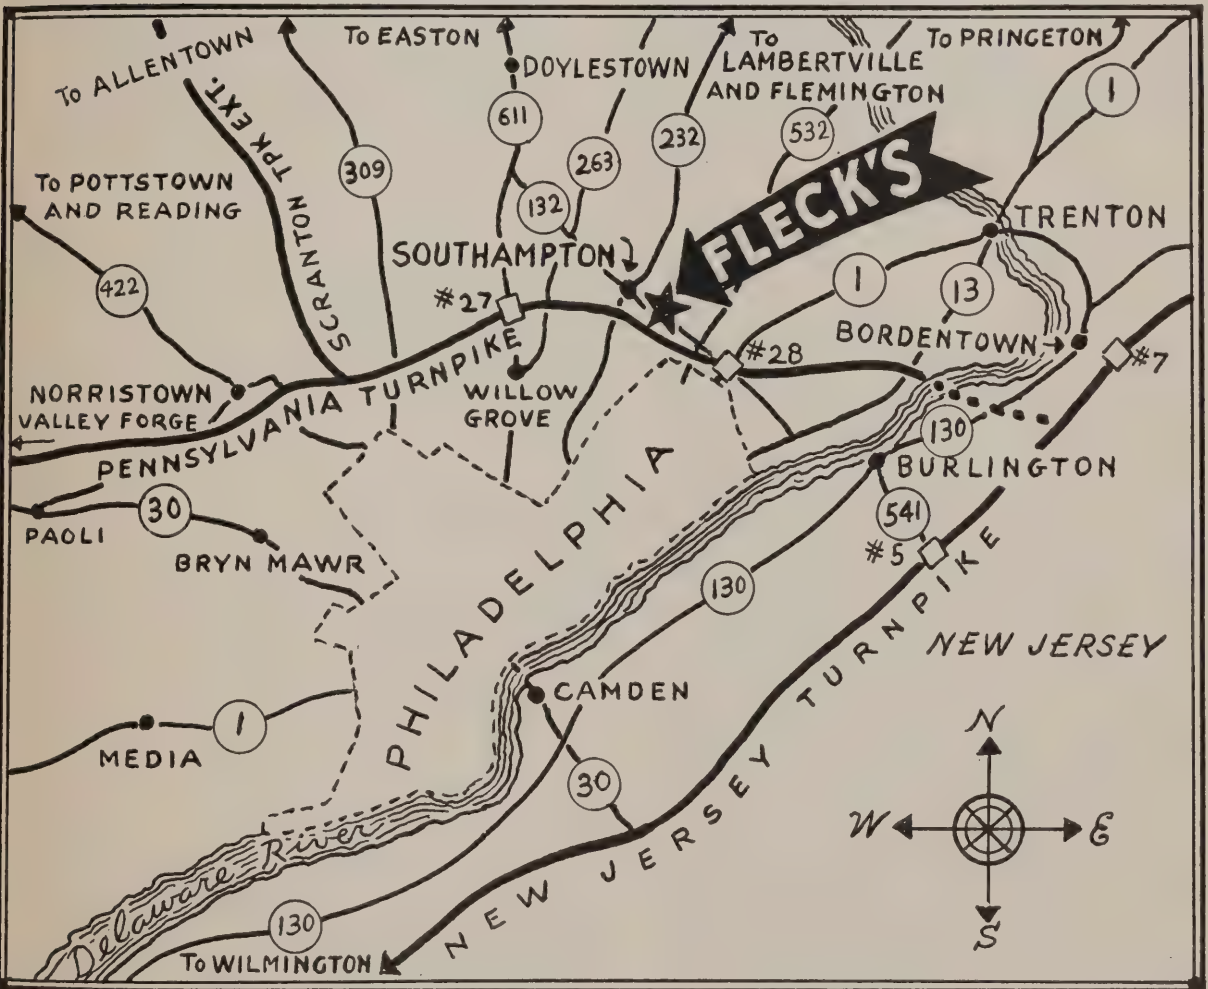 To ALLENTOWN
To EASTON
DOYLESTOWN
To
LAMBERTVILLE
AND FLEMINGTON
To PRINCETON
1
SCRANTON TPK EXT.
309
611
263
232
532
132
To POTTSTOWN
AND READING
FLECK'S
TRENTON
422
SOUTHAMPTON
#27
1
13
BORDENTOWN
#28
#7
NORRISTOWN
VALLEY FORGE
PENNSYLVANIA TURNPIKE
WILLOW
GROVE
130
BURLINGTON
541
#5
PAOLI
30
BRYN MAWR
PHILADELPHIA
130
NEW JERSEY
CAMDEN
MEDIA
1
30
NEW JERSEY TURNPIKE
N
W
E
S
Delaware River
130
To WILMINGTON